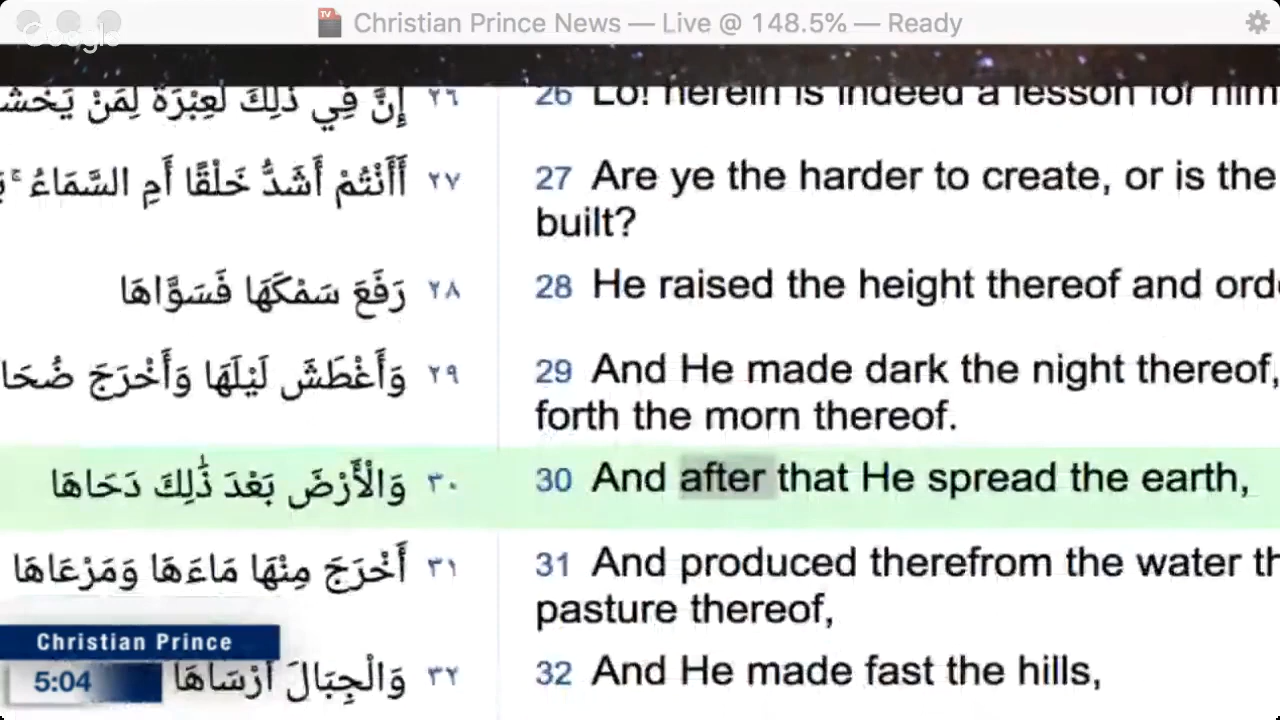 Christian Prince News — Live @ 148.5% — Ready
Google
إِنَّ فِي ذَٰلِكَ لَعِبْرَةً لِمَنْ يَخْشَ ٢٦
26 Lo! herein is indeed a lesson for him
أَأَنْتُمْ أَشَدُّ خَلْقًا أَمِ السَّمَاءُ ۚ ٢٧
27 Are ye the harder to create, or is the
built?
رَفَعَ سَمْكَهَا فَسَوَّاهَا ٢٨
28 He raised the height thereof and ord
وَأَغْطَشَ لَيْلَهَا وَأَخْرَجَ ضُحَا ٢٩
29 And He made dark the night thereof,
forth the morn thereof.
وَالْأَرْضَ بَعْدَ ذَٰلِكَ دَحَاهَا ٣٠
30 And after that He spread the earth,
أَخْرَجَ مِنْهَا مَاءَهَا وَمَرْعَاهَا ٣١
31 And produced therefrom the water th
pasture thereof,
وَالْجِبَالَ أَرْسَاهَا ٣٢
32 And He made fast the hills,
Christian Prince
5:04